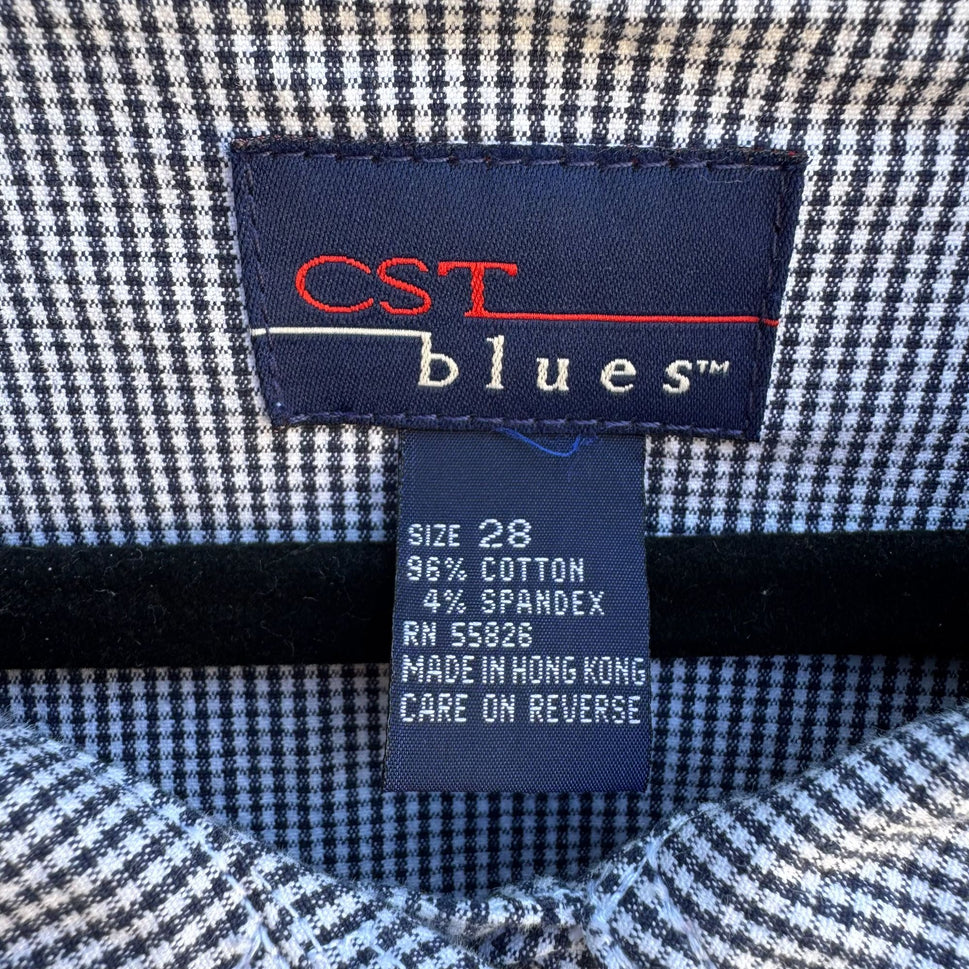 CST
blues™
SIZE 28
96% COTTON
4% SPANDEX
RN 55826
MADE IN HONG KONG
CARE ON REVERSE